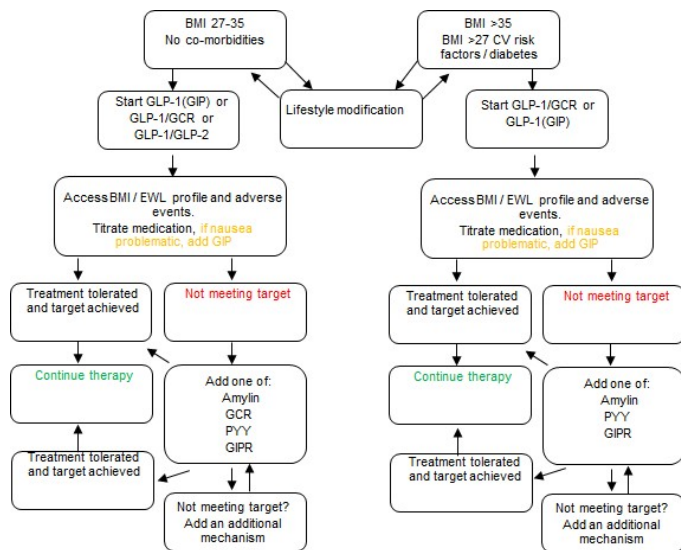 BMI 27-35
No co-morbidities
BMI >35
BMI >27 CV risk
factors / diabetes
Lifestyle modification
Start GLP-1(GIP) or
GLP-1/GCR or
GLP-1/GLP-2
Start GLP-1/GCR or
GLP-1(GIP)
Access BMI / EWL profile and adverse
events.
Titrate medication, if nausea
problematic, add GIP
Access BMI / EWL profile and adverse
events.
Titrate medication, if nausea
problematic, add GIP
Treatment tolerated
and target achieved
Not meeting target
Treatment tolerated
and target achieved
Not meeting target
Continue therapy
Add one of:
Amylin
GCR
PYY
GIPR
Continue therapy
Add one of:
Amylin
PYY
GIPR
Treatment tolerated
and target achieved
Treatment tolerated
and target achieved
Not meeting target?
Add an additional
mechanism
Not meeting target?
Add an additional
mechanism